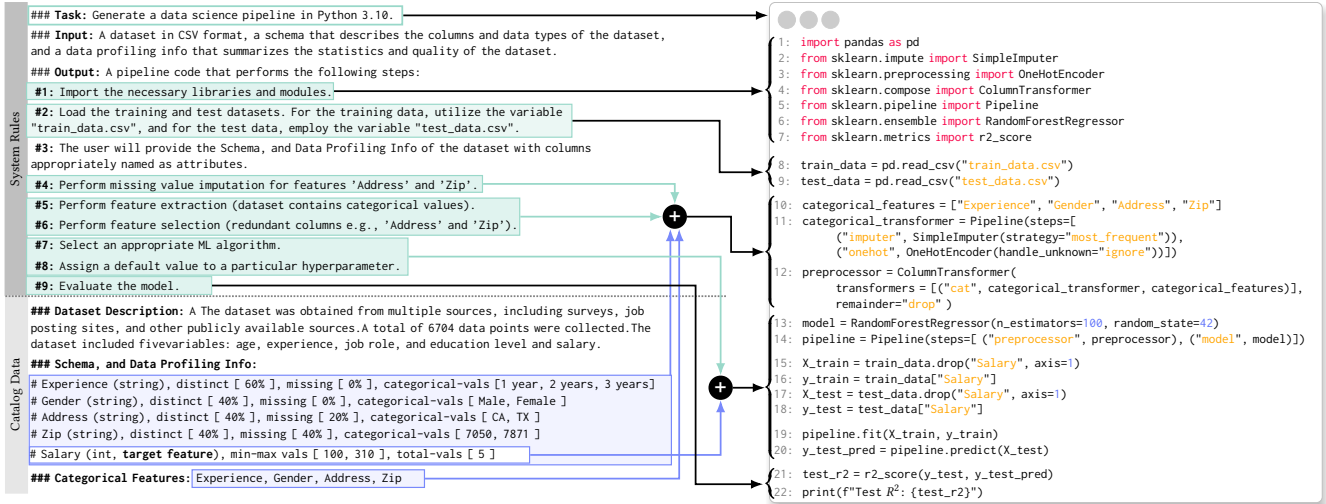 System Rules
### Task: Generate a data science pipeline in Python 3.10.
### Input: A dataset in CSV format, a schema that describes the columns and data types of the dataset,
and a data profiling info that summarizes the statistics and quality of the dataset.
### Output: A pipeline code that performs the following steps:
#1: Import the necessary libraries and modules.
#2: Load the training and test datasets. For the training data, utilize the variable
"train_data.csv", and for the test data, employ the variable "test_data.csv".
#3: The user will provide the Schema, and Data Profiling Info of the dataset with columns
appropriately named as attributes.
#4: Perform missing value imputation for features ’Address’ and ’Zip’.
#5: Perform feature extraction (dataset contains categorical values).
#6: Perform feature selection (redundant columns e.g., ’Address’ and ’Zip’).
#7: Select an appropriate ML algorithm.
#8: Assign a default value to a particular hyperparameter.
#9: Evaluate the model.
Catalog Data
### Dataset Description: A The dataset was obtained from multiple sources, including surveys, job
posting sites, and other publicly available sources.A total of 6704 data points were collected.The
dataset included fivevariables: age, experience, job role, and education level and salary.
### Schema, and Data Profiling Info:
# Experience (string), distinct [ 60% ], missing [ 0% ], categorical-vals [1 year, 2 years, 3 years]
# Gender (string), distinct [ 40% ], missing [ 0% ], categorical-vals [ Male, Female ]
# Address (string), distinct [ 40% ], missing [ 20% ], categorical-vals [ CA, TX ]
# Zip (string), distinct [ 40% ], missing [ 40% ], categorical-vals [ 7050, 7871 ]
# Salary (int, target feature), min-max vals [ 100, 310 ], total-vals [ 5 ]
### Categorical Features: Experience, Gender, Address, Zip
+
+
1: import pandas as pd
2: from sklearn.impute import SimpleImputer
3: from sklearn.preprocessing import OneHotEncoder
4: from sklearn.compose import ColumnTransformer
5: from sklearn.pipeline import Pipeline
6: from sklearn.ensemble import RandomForestRegressor
7: from sklearn.metrics import r2_score
8: train_data = pd.read_csv("train_data.csv")
9: test_data = pd.read_csv("test_data.csv")
10: categorical_features = ["Experience", "Gender", "Address", "Zip"]
11: categorical_transformer = Pipeline(steps=[
("imputer", SimpleImputer(strategy="most_frequent")),
("onehot", OneHotEncoder(handle_unknown="ignore"))])
12: preprocessor = ColumnTransformer(
transformers = [("cat", categorical_transformer, categorical_features)],
remainder="drop" )
13: model = RandomForestRegressor(n_estimators=100, random_state=42)
14: pipeline = Pipeline(steps=[ ("preprocessor", preprocessor), ("model", model)])
15: X_train = train_data.drop("Salary", axis=1)
16: y_train = train_data["Salary"]
17: X_test = test_data.drop("Salary", axis=1)
18: y_test = test_data["Salary"]
19: pipeline.fit(X_train, y_train)
20: y_test_pred = pipeline.predict(X_test)
21: test_r2 = r2_score(y_test, y_test_pred)
22: print(f"Test R²: {test_r2}")